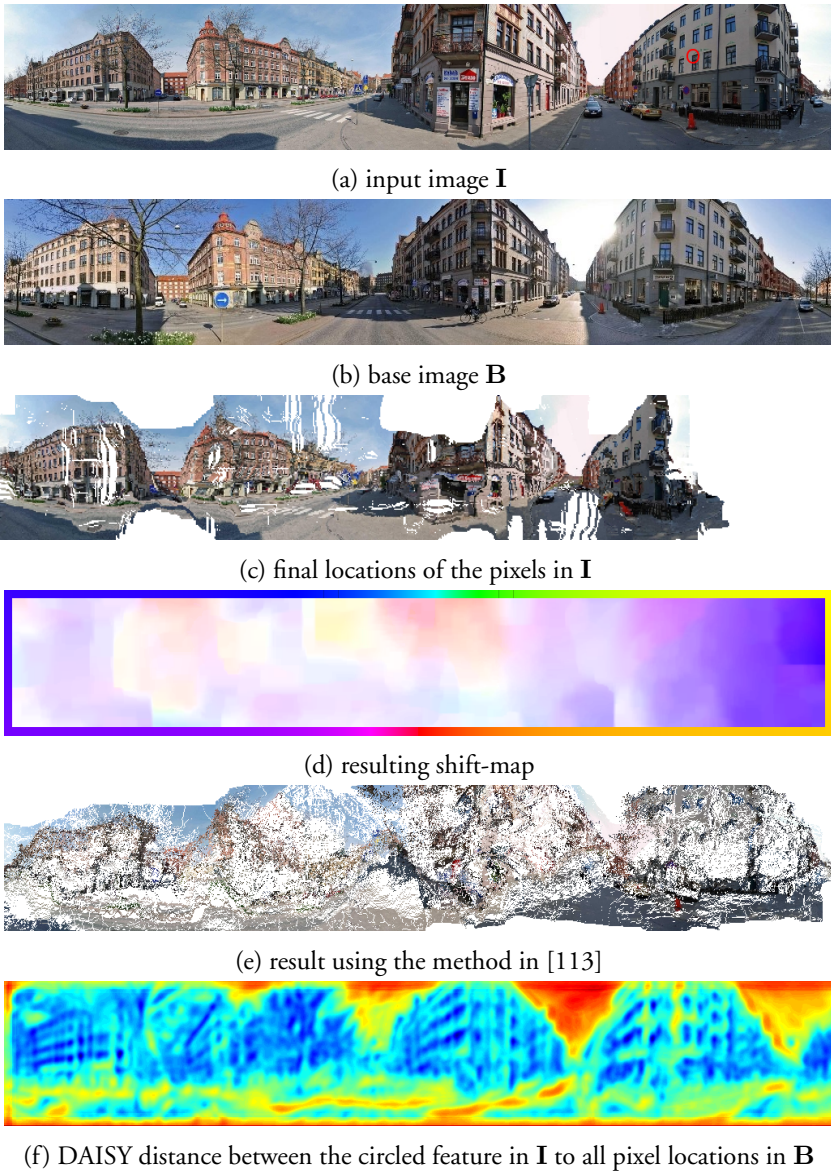 (a) input image I
(b) base image B
(c) final locations of the pixels in I
(d) resulting shift-map
(e) result using the method in [113]
(f) DAISY distance between the circled feature in I to all pixel locations in B